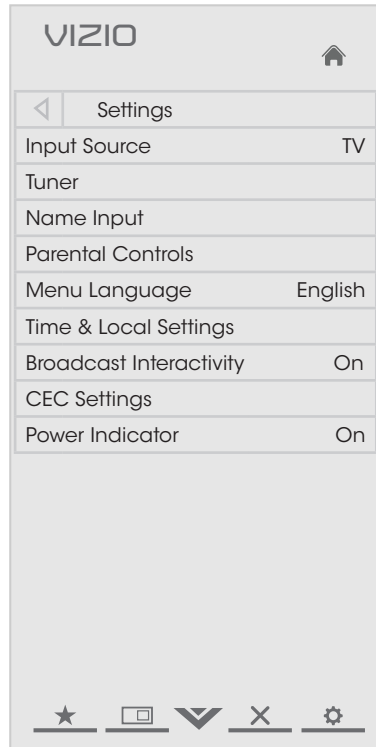 VIZIO
Settings
Input Source TV
Tuner
Name Input
Parental Controls
Menu Language English
Time & Local Settings
Broadcast Interactivity On
CEC Settings
Power Indicator On